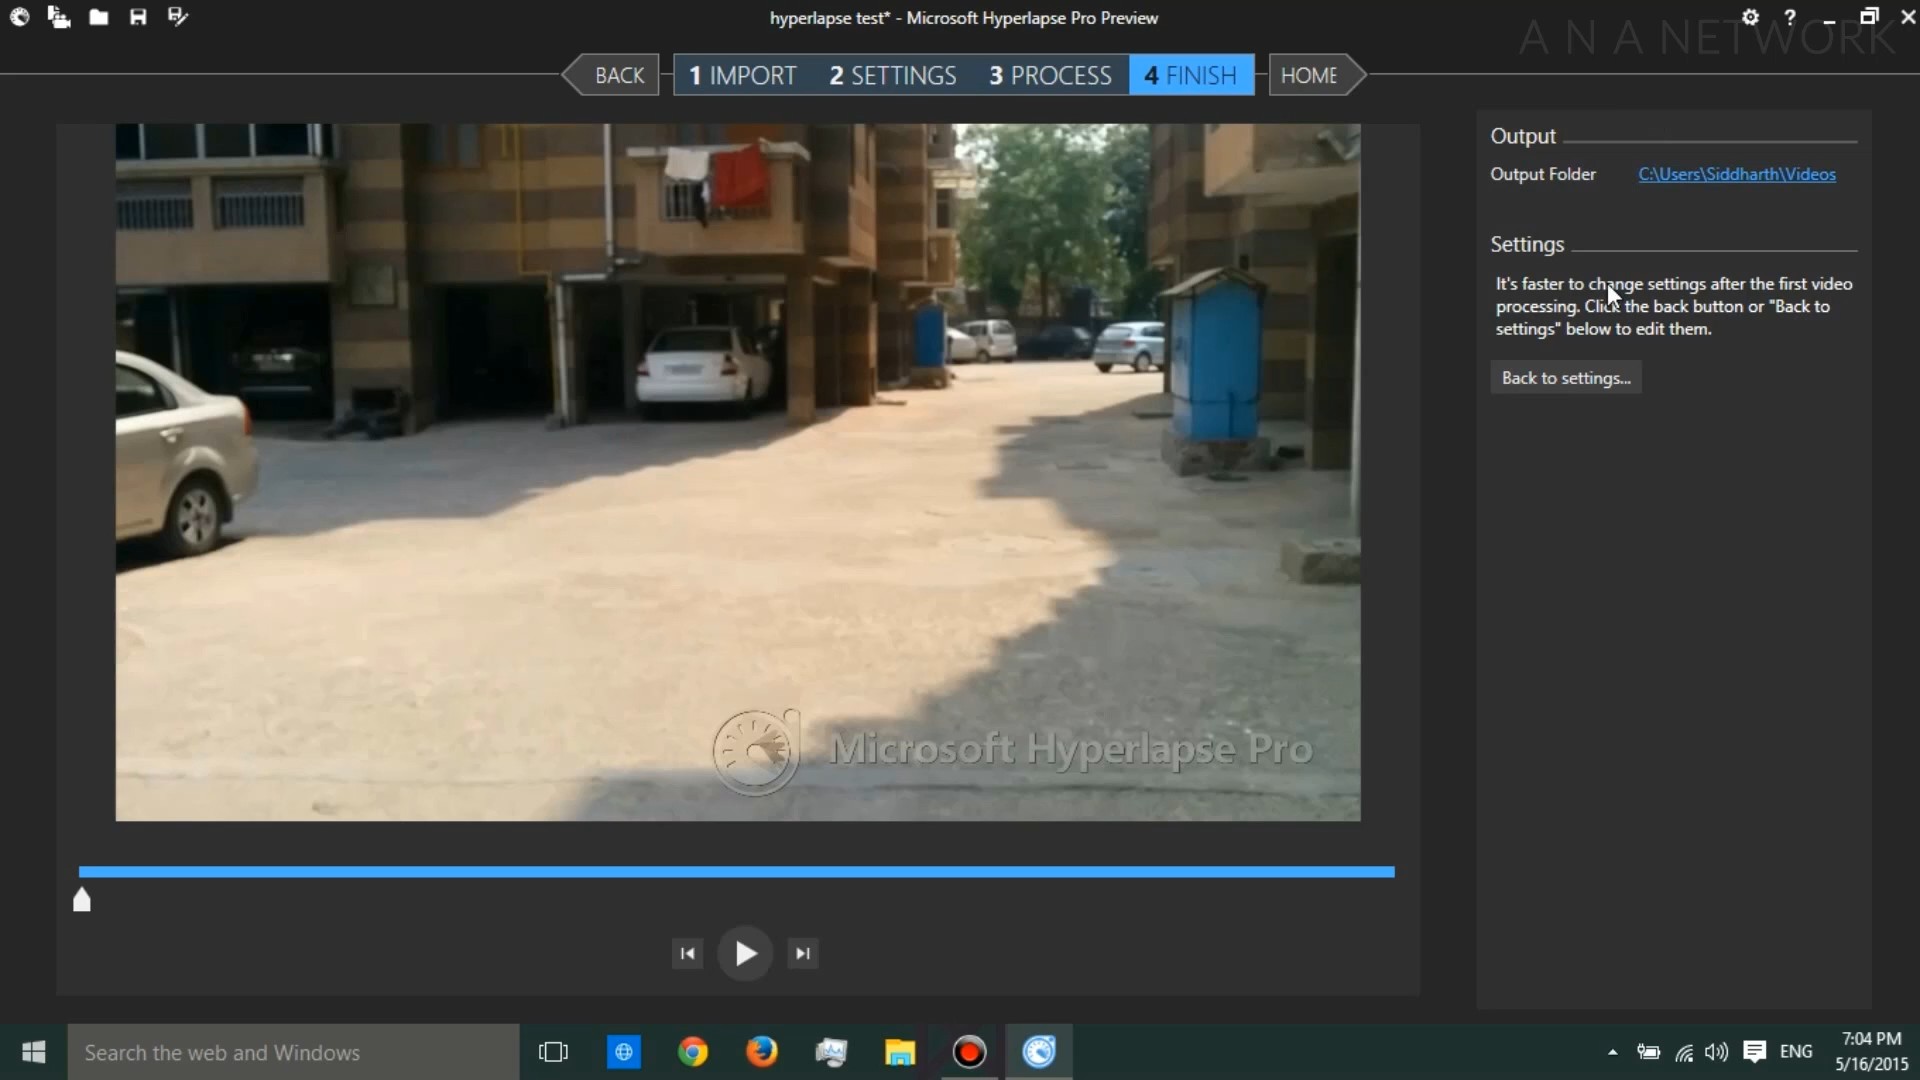 hyperlapse test* - Microsoft Hyperlapse Pro Preview
A N A NETWORK
BACK
1 IMPORT
2 SETTINGS
3 PROCESS
4 FINISH
HOME
Output
Output Folder
C:\Users\Siddharth\Videos
Settings
It's faster to change settings after the first video
processing. Click the back button or "Back to
settings" below to edit them.
Back to settings...
Microsoft Hyperlapse Pro
Search the web and Windows
ENG
7:04 PM
5/16/2015